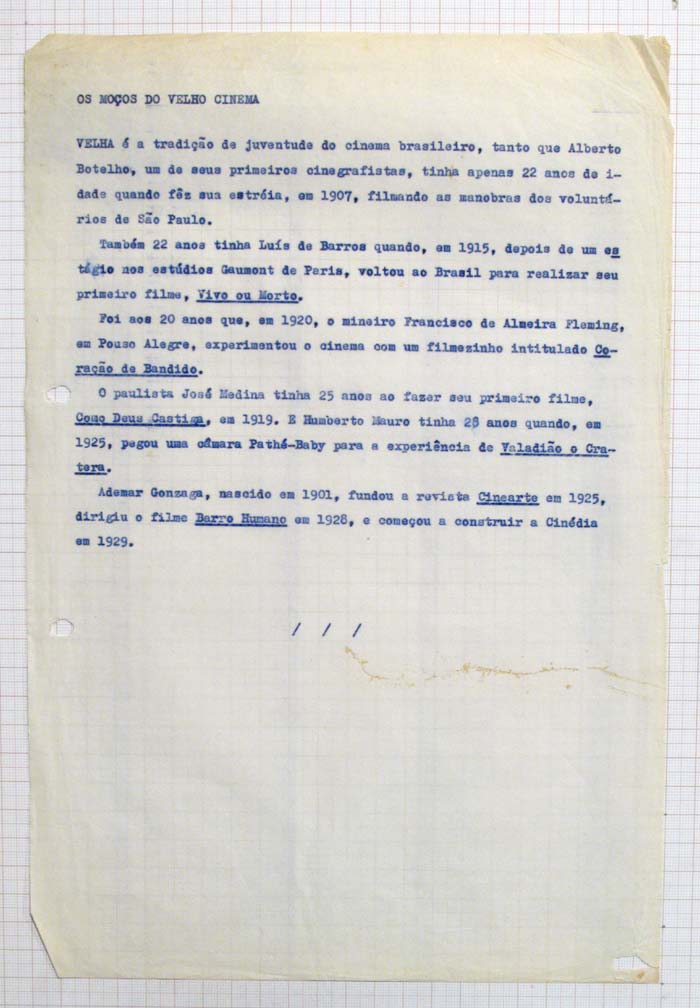 OS MOÇOS DO VELHO CINEMA
VELHA é a tradição de juventude do cinema brasileiro, tanto que Alberto
Botelho, um de seus primeiros cinegrafistas, tinha apenas 22 anos de i-
dade quando fêz sua estréia, em 1907, filmando as manobras dos voluntá-
rios de São Paulo.
Também 22 anos tinha Luís de Barros quando, em 1915, depois de um es
tágio nos estúdios Gaumont de Paris, voltou ao Brasil para realizar seu
primeiro filme, Vivo ou Morto.
Foi aos 20 anos que, em 1920, o mineiro Francisco de Almeira Fleming,
em Pouso Alegre, experimentou o cinema com um filmezinho intitulado Co-
ração de Bandido.
O paulista José Medina tinha 25 anos ao fazer seu primeiro filme,
Como Deus Castiga, em 1919. E Humberto Mauro tinha 28 anos quando, em
1925, pegou uma câmara Pathé-Baby para a experiência de Valadião o Cra-
tera.
Ademar Gonzaga, nascido em 1901, fundou a revista Cinearte em 1925,
dirigiu o filme Barro Humano em 1928, e começou a construir a Cinédia
em 1929.
/ / /